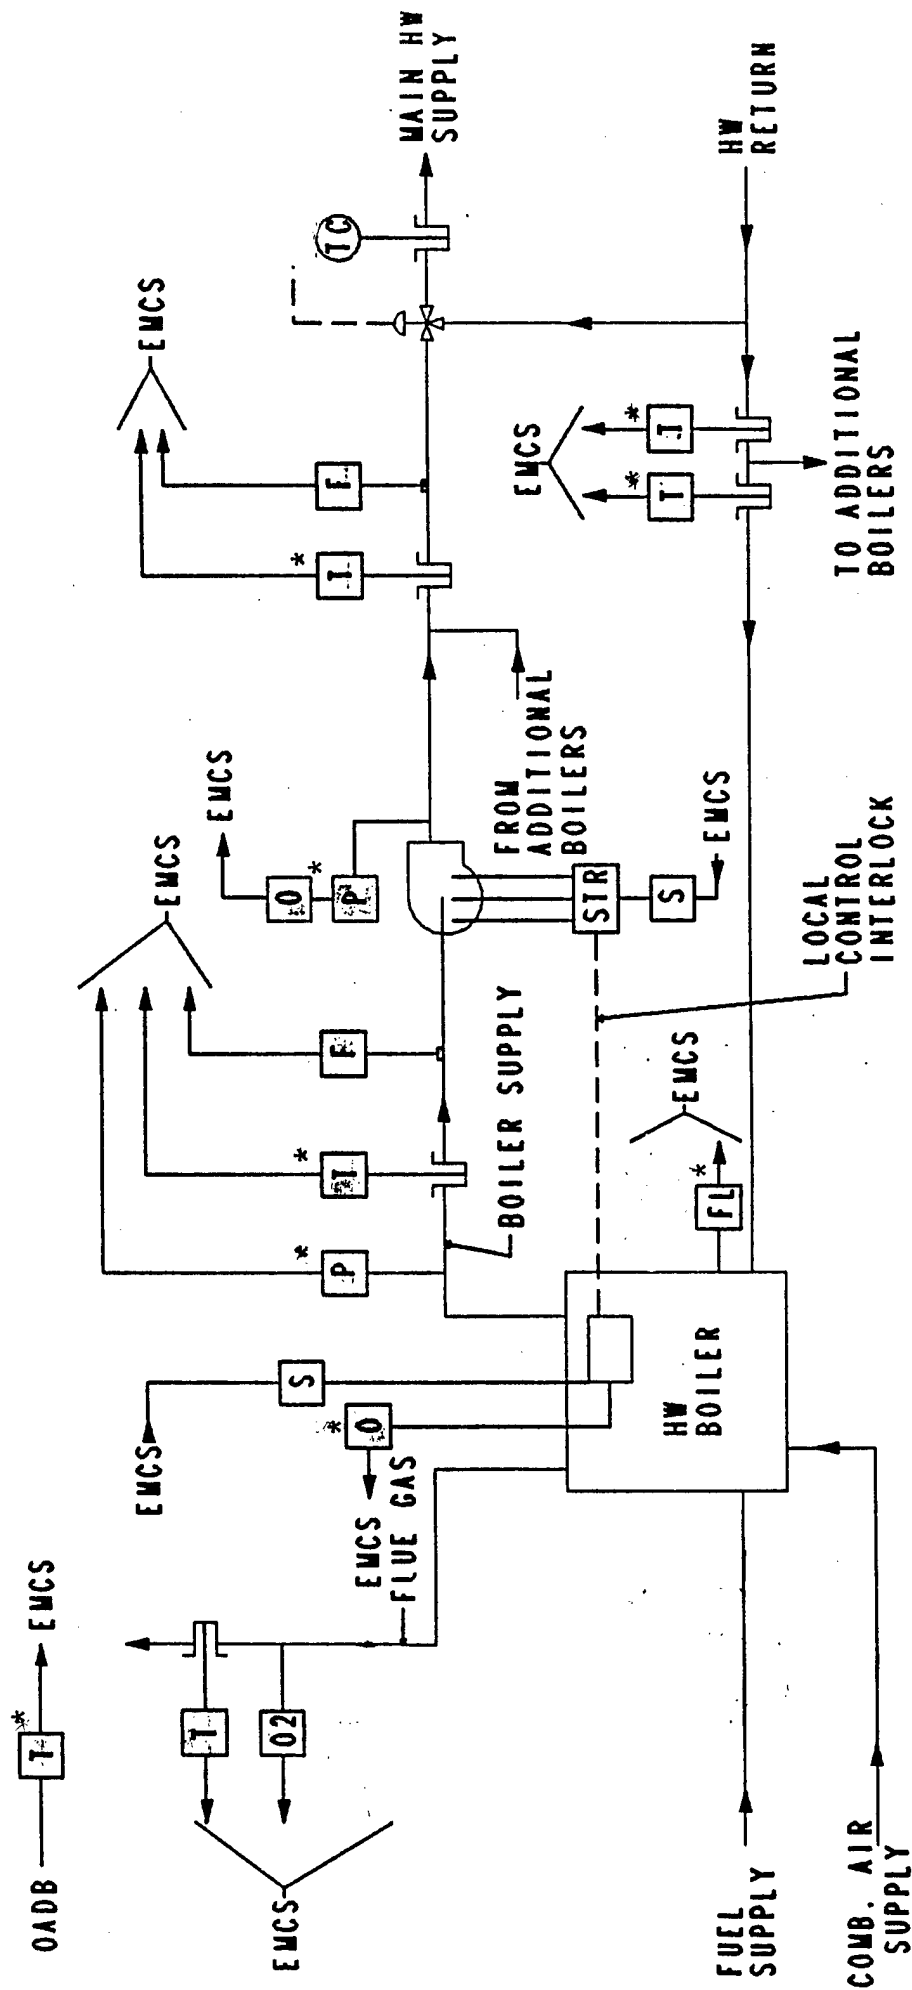 OADB
T
*
EMCS
EMCS
T
O2
EMCS
S
*
O
EMCS
FLUE GAS
*
P
*
T
F
EMCS
BOILER SUPPLY
EMCS
O
*
P
STR
S
EMCS
FROM
ADDITIONAL
BOILERS
*
T
F
EMCS
TC
MAIN HW
SUPPLY
HW
RETURN
EMCS
*
*
T
T
TO ADDITIONAL
BOILERS
LOCAL
CONTROL
INTERLOCK
EMCS
*
FL
HW
BOILER
FUEL
SUPPLY
COMB. AIR
SUPPLY